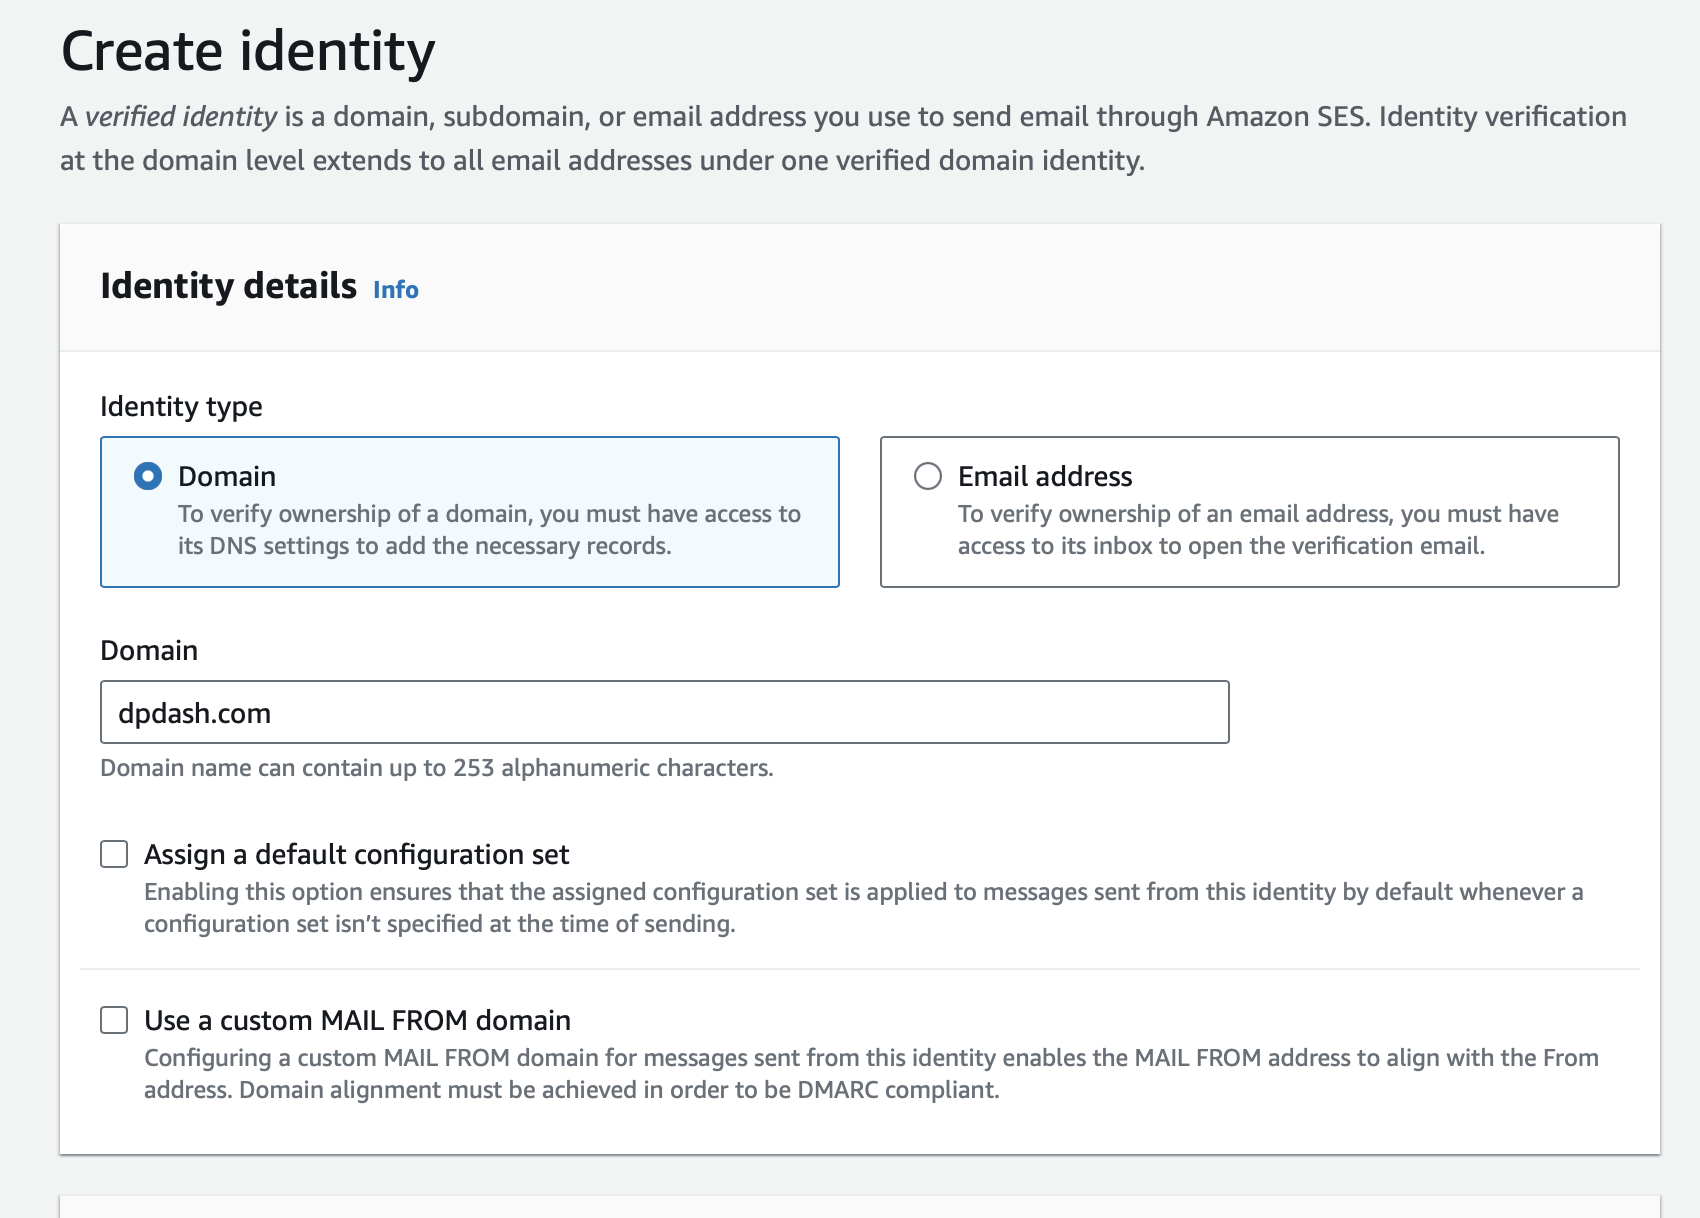 Create identity
A verified identity is a domain, subdomain, or email address you use to send email through Amazon SES. Identity verification
at the domain level extends to all email addresses under one verified domain identity.
Identity details Info
Identity type
Domain
To verify ownership of a domain, you must have access to
its DNS settings to add the necessary records.
Email address
To verify ownership of an email address, you must have
access to its inbox to open the verification email.
Domain
dpdash.com
Domain name can contain up to 253 alphanumeric characters.
Assign a default configuration set
Enabling this option ensures that the assigned configuration set is applied to messages sent from this identity by default whenever a
configuration set isn’t specified at the time of sending.
Use a custom MAIL FROM domain
Configuring a custom MAIL FROM domain for messages sent from this identity enables the MAIL FROM address to align with the From
address. Domain alignment must be achieved in order to be DMARC compliant.